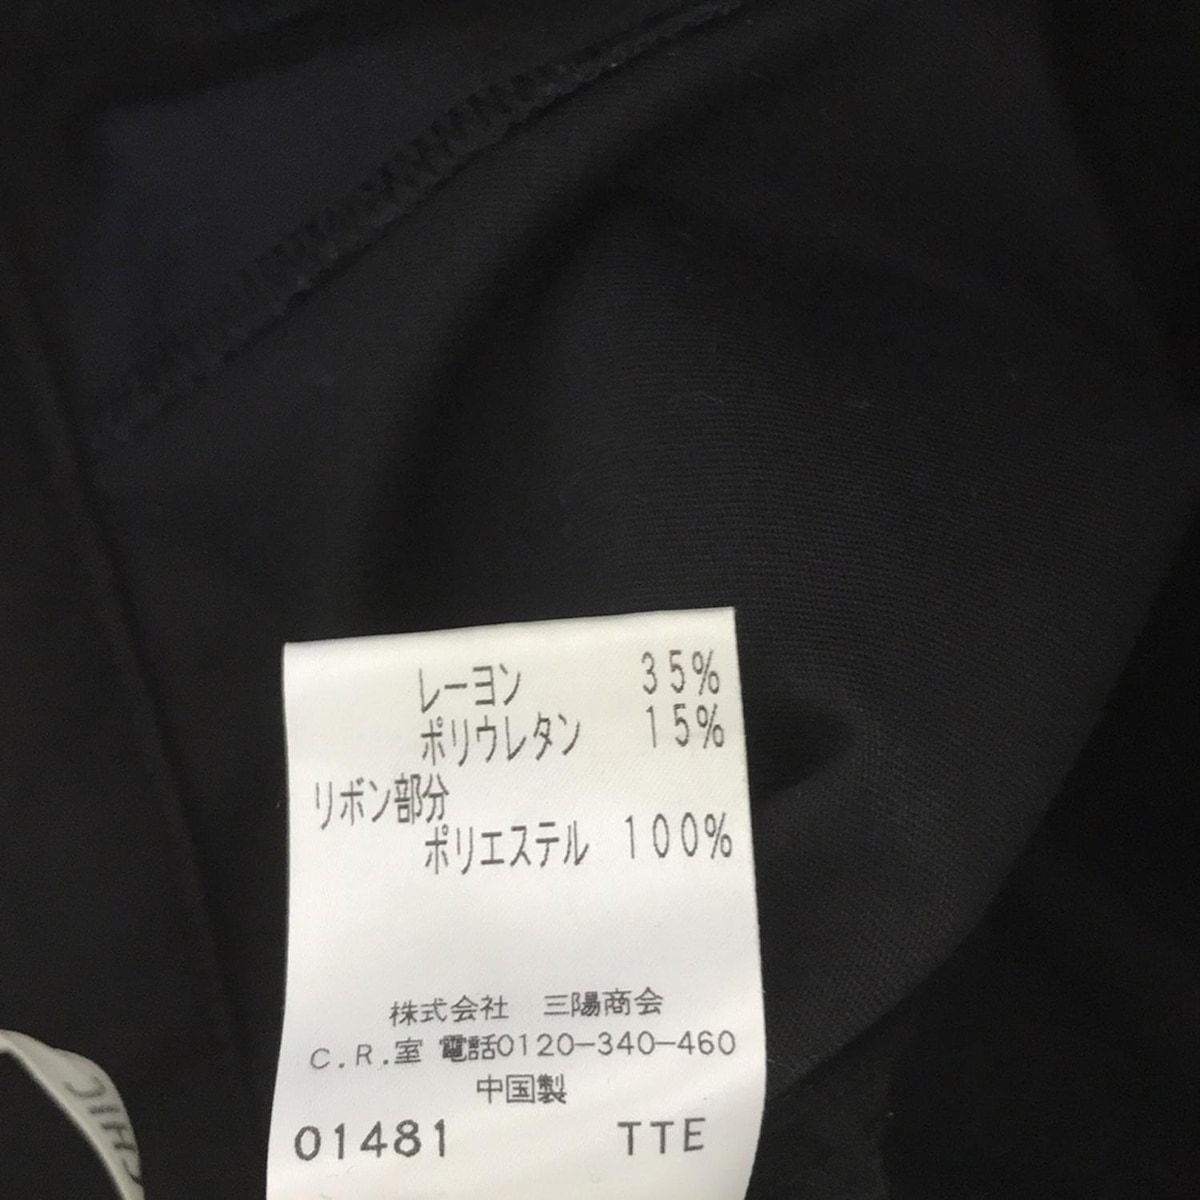 レーヨン 35%
ポリウレタン 15%
リボン部分
ポリエステル 100%
株式会社 三陽商会
C.R.室 電話0120-340-460
中国製
01481 TTE